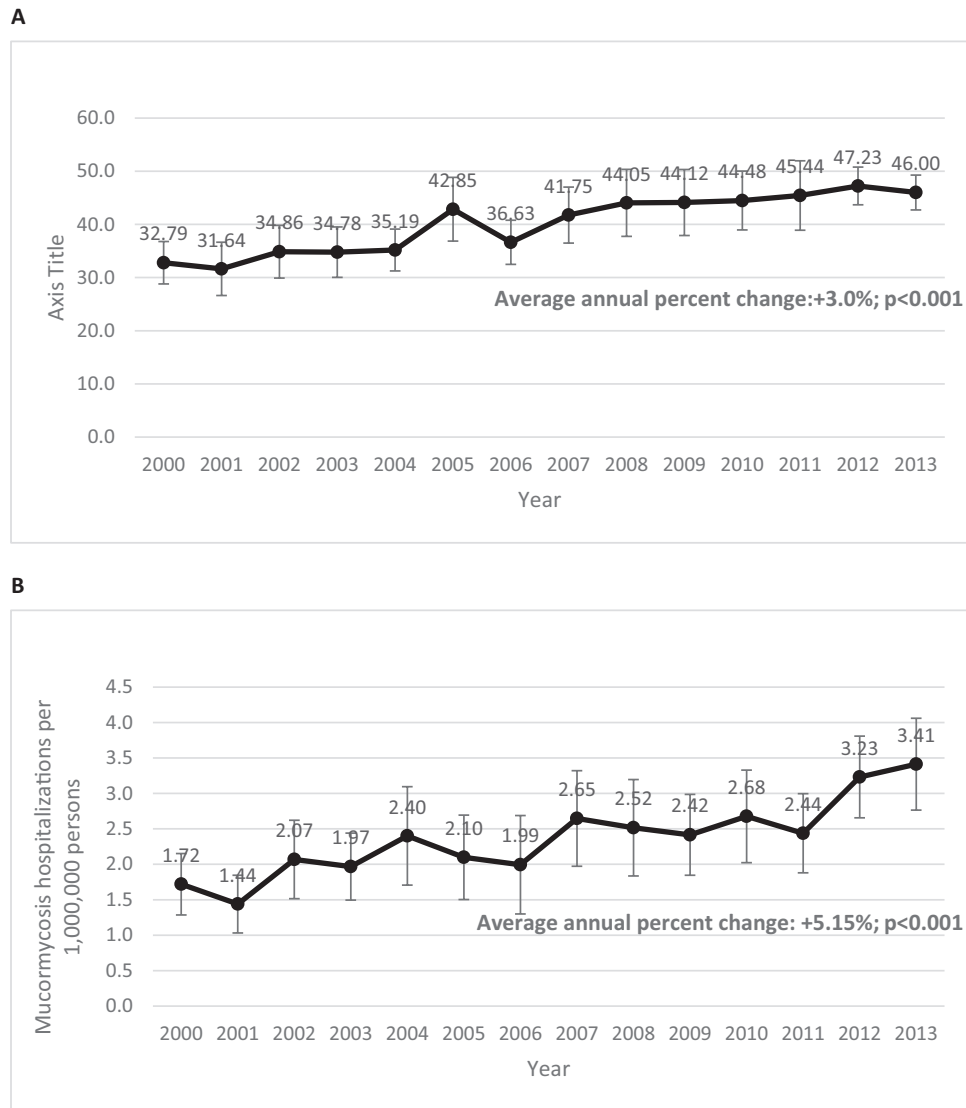 A
60.0
50.0
40.0
30.0
20.0
10.0
0.0
Axis Title
32.79 31.64 34.86 34.78 35.19 42.85 36.63 41.75 44.05 44.12 44.48 45.44 47.23 46.00
Average annual percent change:+3.0%; p<0.001
2000 2001 2002 2003 2004 2005 2006 2007 2008 2009 2010 2011 2012 2013
Year
B
4.5
4.0
3.5
3.0
2.5
2.0
1.5
1.0
0.5
0.0
Mucormycosis hospitalizations per
1,000,000 persons
1.72 1.44 2.07 1.97 2.40 2.10 1.99 2.65 2.52 2.42 2.68 2.44 3.23 3.41
Average annual percent change: +5.15%; p<0.001
2000 2001 2002 2003 2004 2005 2006 2007 2008 2009 2010 2011 2012 2013
Year